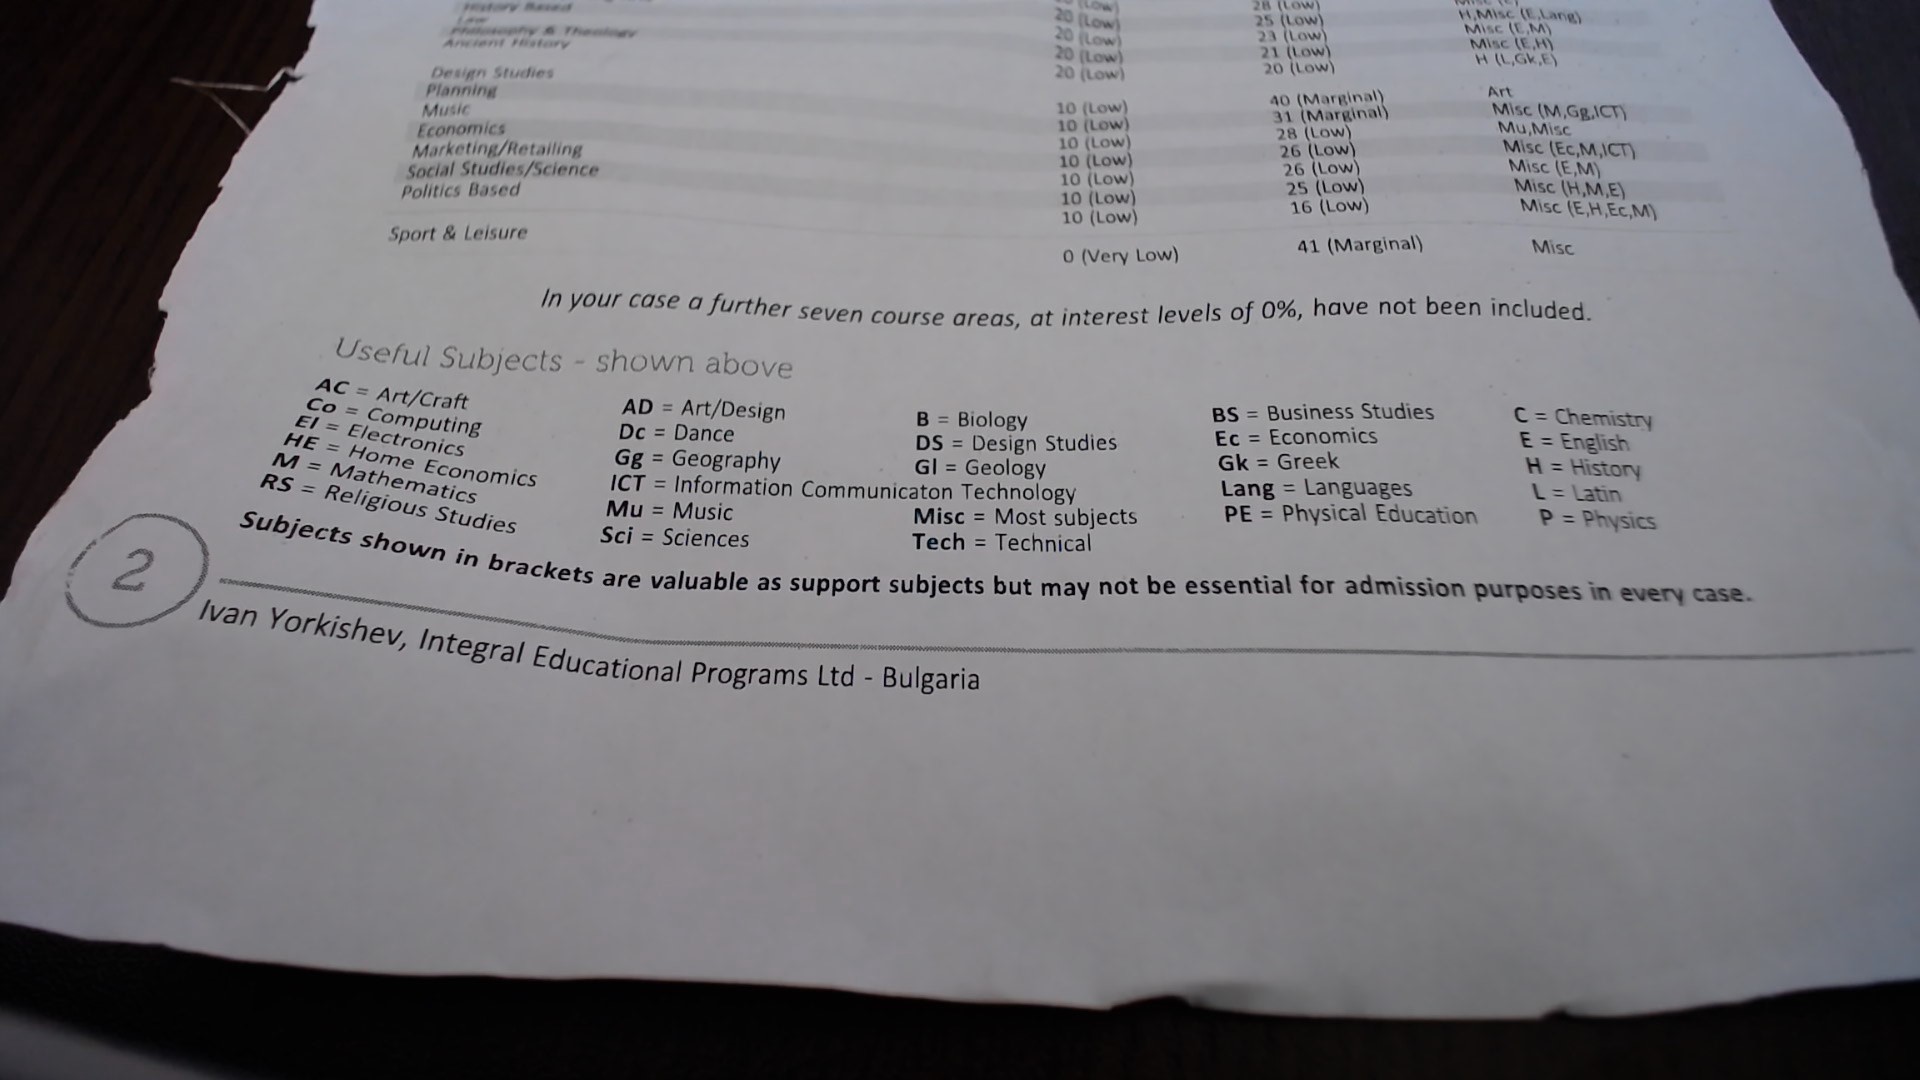 28 (Low)
History Based 20 (Low) 25 (Low) H,Misc (E,Lang)
Law 20 (Low) 23 (Low) Misc (E,M)
Philosophy & Theology 20 (Low) 21 (Low) Misc (E,H)
Ancient History 20 (Low) 20 (Low) H (L,Gk,E)
Design Studies 10 (Low) 40 (Marginal) Art
Planning 10 (Low) 31 (Marginal) Misc (M,Gg,ICT)
Music 10 (Low) 28 (Low) Mu,Misc
Economics 10 (Low) 26 (Low) Misc (Ec,M,ICT)
Marketing/Retailing 10 (Low) 26 (Low) Misc (E,M)
Social Studies/Science 10 (Low) 25 (Low) Misc (H,M,E)
Politics Based 10 (Low) 16 (Low) Misc (E,H,Ec,M)
Sport & Leisure 0 (Very Low) 41 (Marginal) Misc
In your case a further seven course areas, at interest levels of 0%, have not been included.
Useful Subjects - shown above
AC = Art/Craft AD = Art/Design B = Biology BS = Business Studies C = Chemistry
Co = Computing Dc = Dance DS = Design Studies Ec = Economics E = English
El = Electronics Gg = Geography Gl = Geology Gk = Greek H = History
HE = Home Economics ICT = Information Communicaton Technology Lang = Languages L = Latin
M = Mathematics Mu = Music Misc = Most subjects PE = Physical Education P = Physics
RS = Religious Studies Sci = Sciences Tech = Technical
Subjects shown in brackets are valuable as support subjects but may not be essential for admission purposes in every case.
2
Ivan Yorkishev, Integral Educational Programs Ltd - Bulgaria